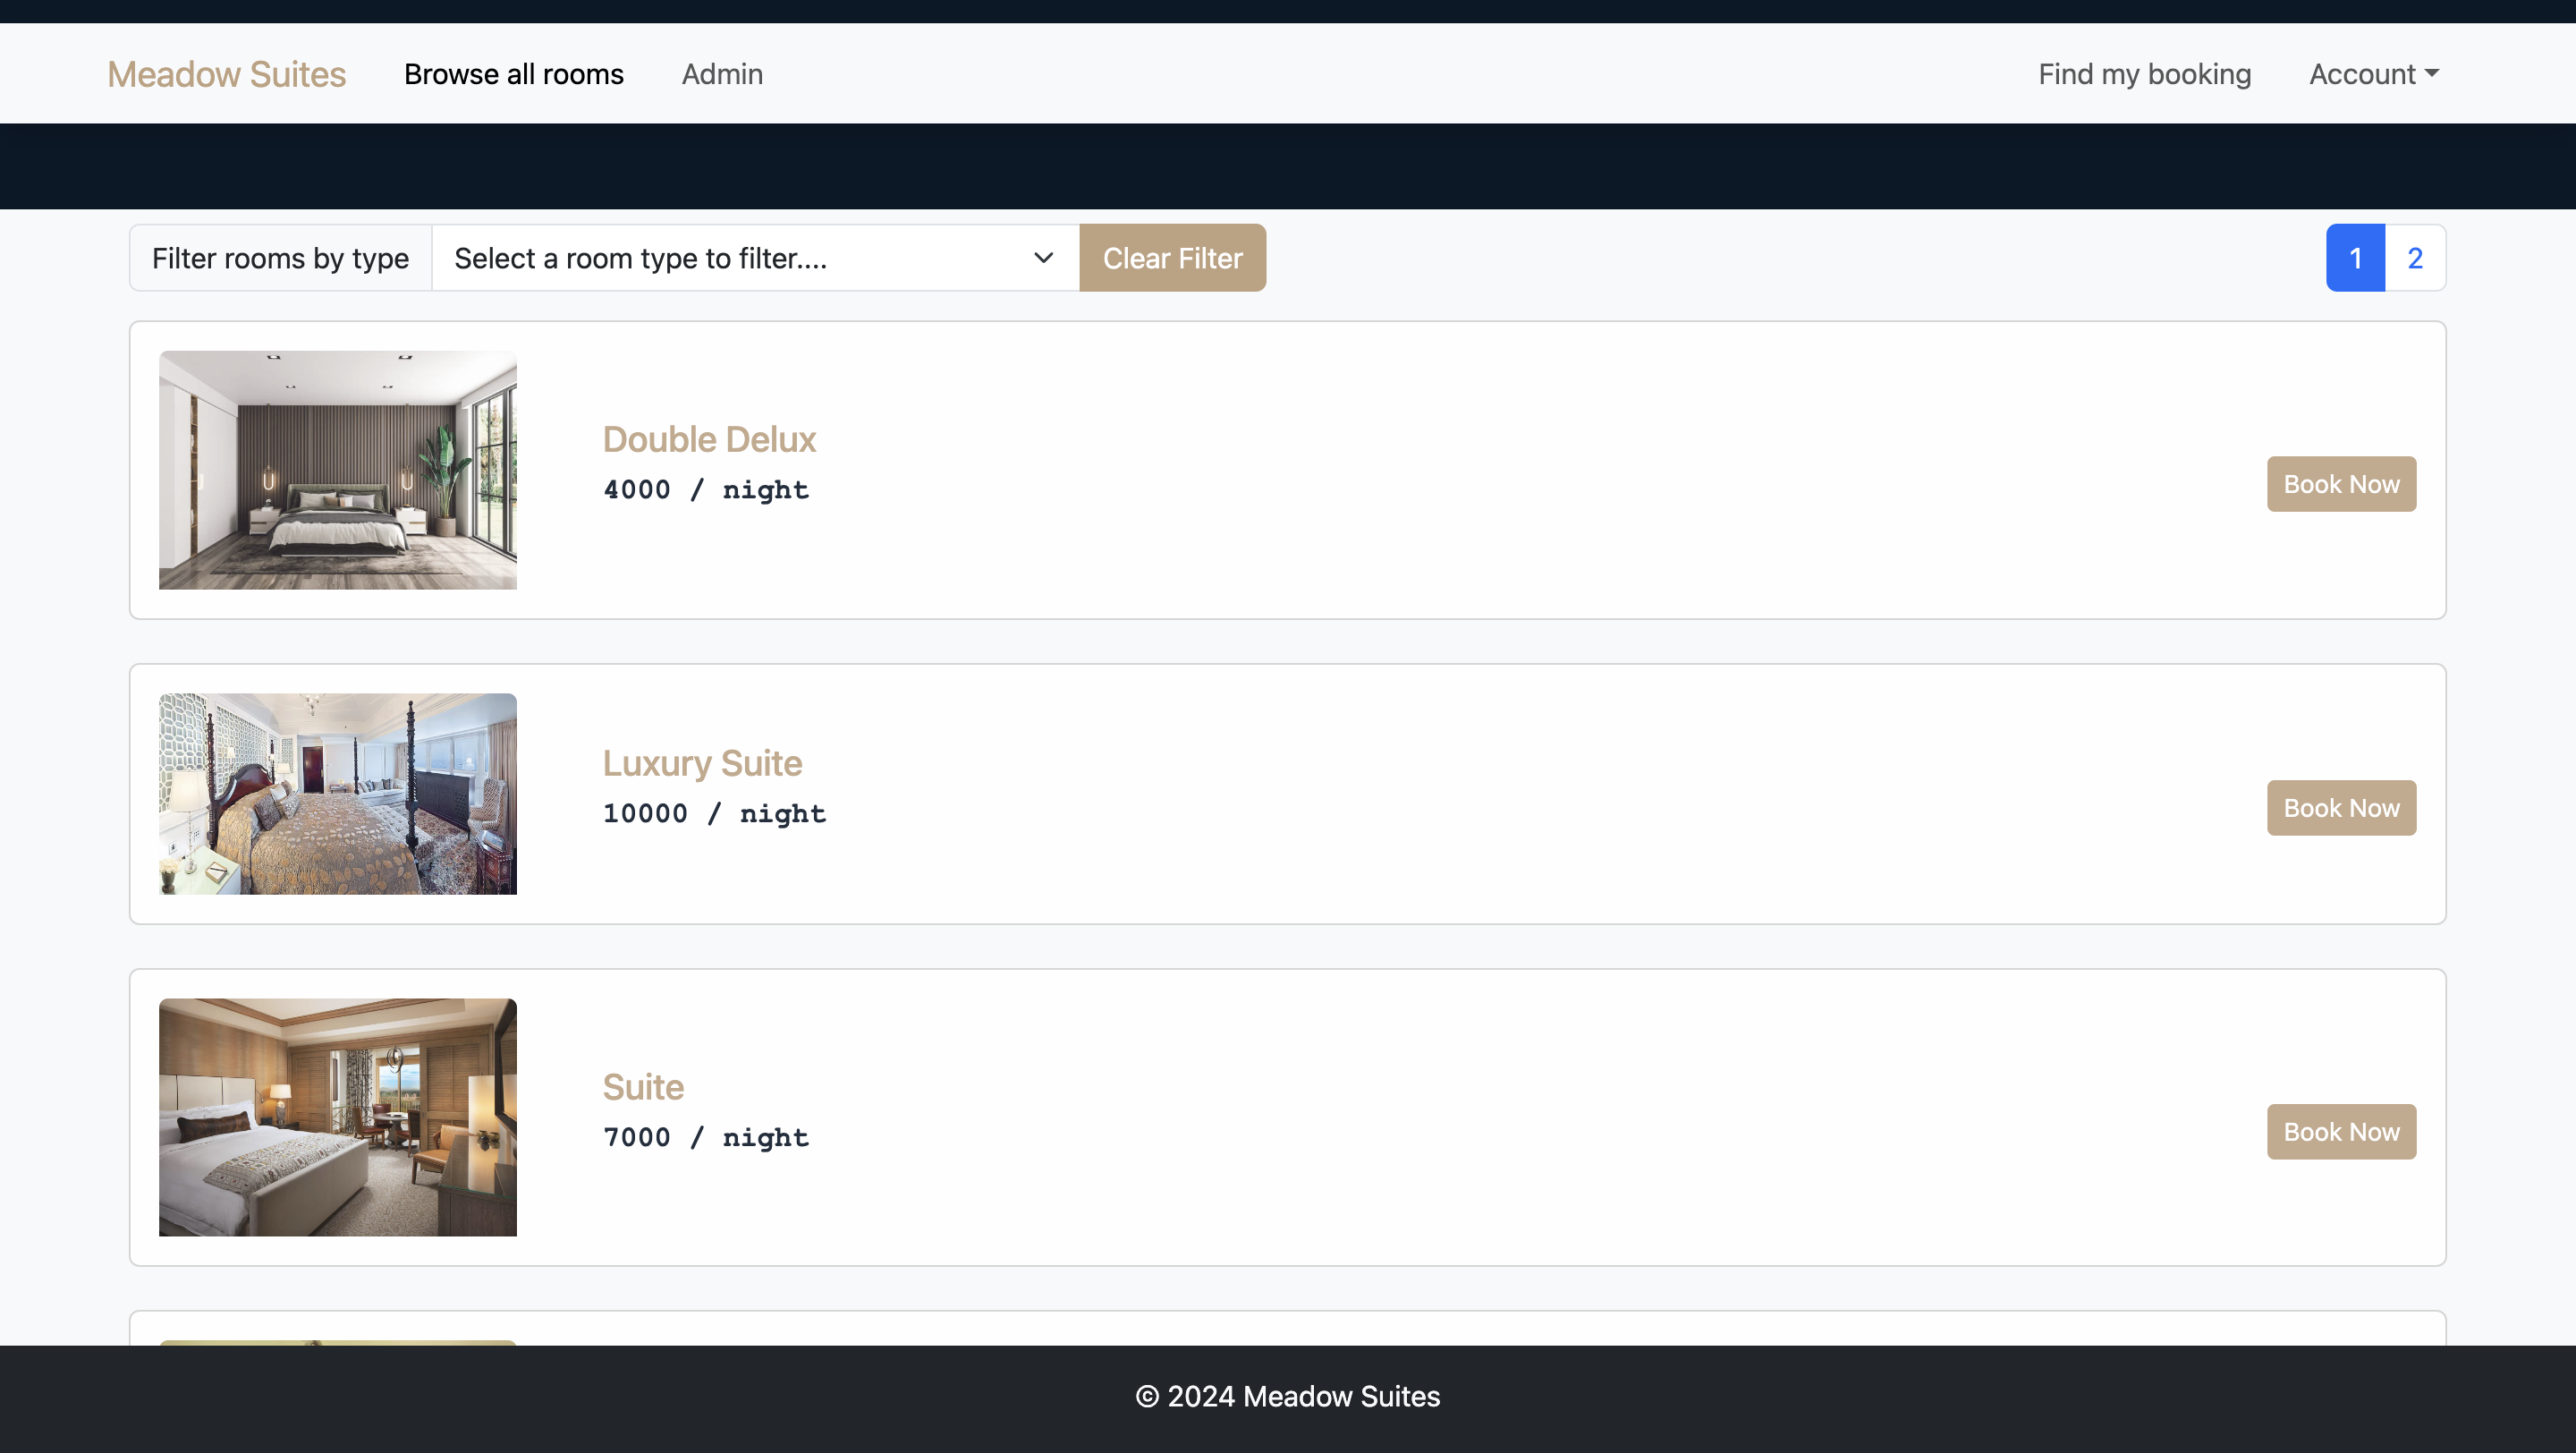 Meadow Suites Browse all rooms Admin Find my booking Account
Filter rooms by type Select a room type to filter.... Clear Filter 1 2
Double Delux
4000 / night
Book Now
Luxury Suite
10000 / night
Book Now
Suite
7000 / night
Book Now
© 2024 Meadow Suites